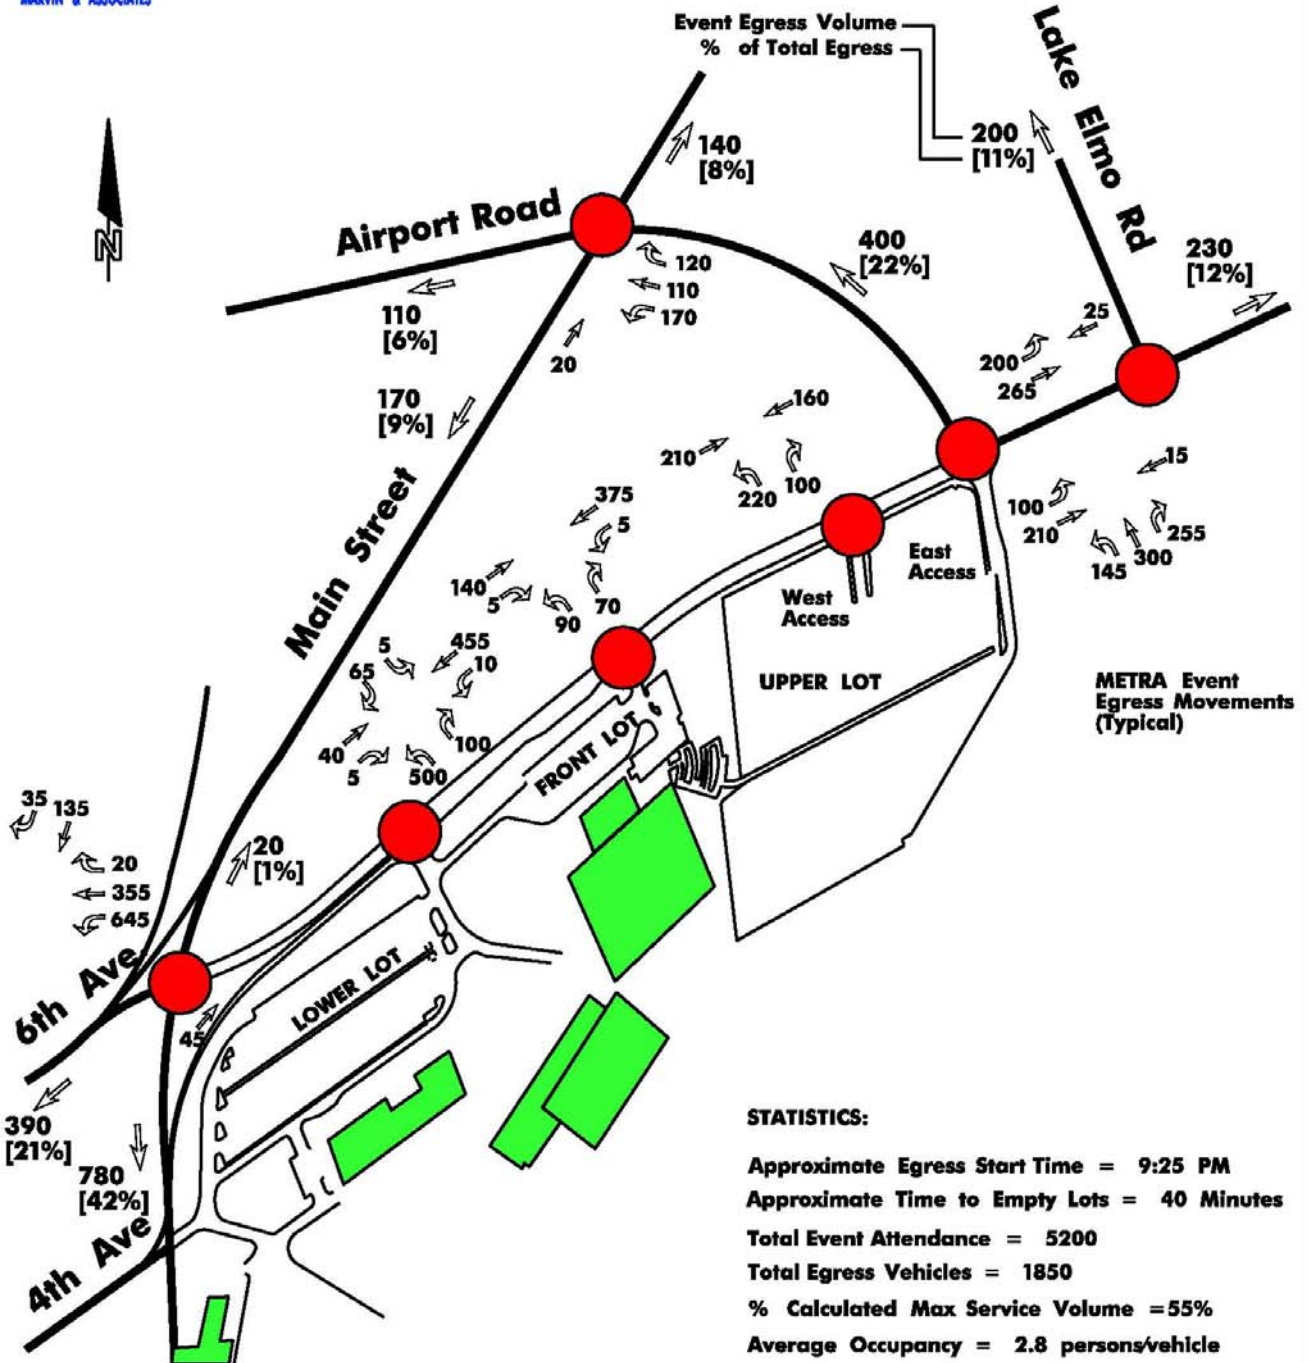 MARVIN & ASSOCIATES
Event Egress Volume
% of Total Egress
200
[11%]
Lake Elmo Rd
140
[8%]
Airport Road
N
400
[22%]
230
[12%]
120
110
170
20
110
[6%]
170
[9%]
25
200
265
160
210
220
100
15
100
210
145
300
255
375
5
140
5
90
70
Main Street
5
455
10
65
40
5
500
100
East
Access
West
Access
UPPER LOT
METRA Event
Egress Movements
(Typical)
FRONT LOT
35
135
20
355
645
20
[1%]
6th Ave
LOWER LOT
45
390
[21%]
780
[42%]
4th Ave
STATISTICS:
Approximate Egress Start Time = 9:25 PM
Approximate Time to Empty Lots = 40 Minutes
Total Event Attendance = 5200
Total Egress Vehicles = 1850
% Calculated Max Service Volume =55%
Average Occupancy = 2.8 persons/vehicle